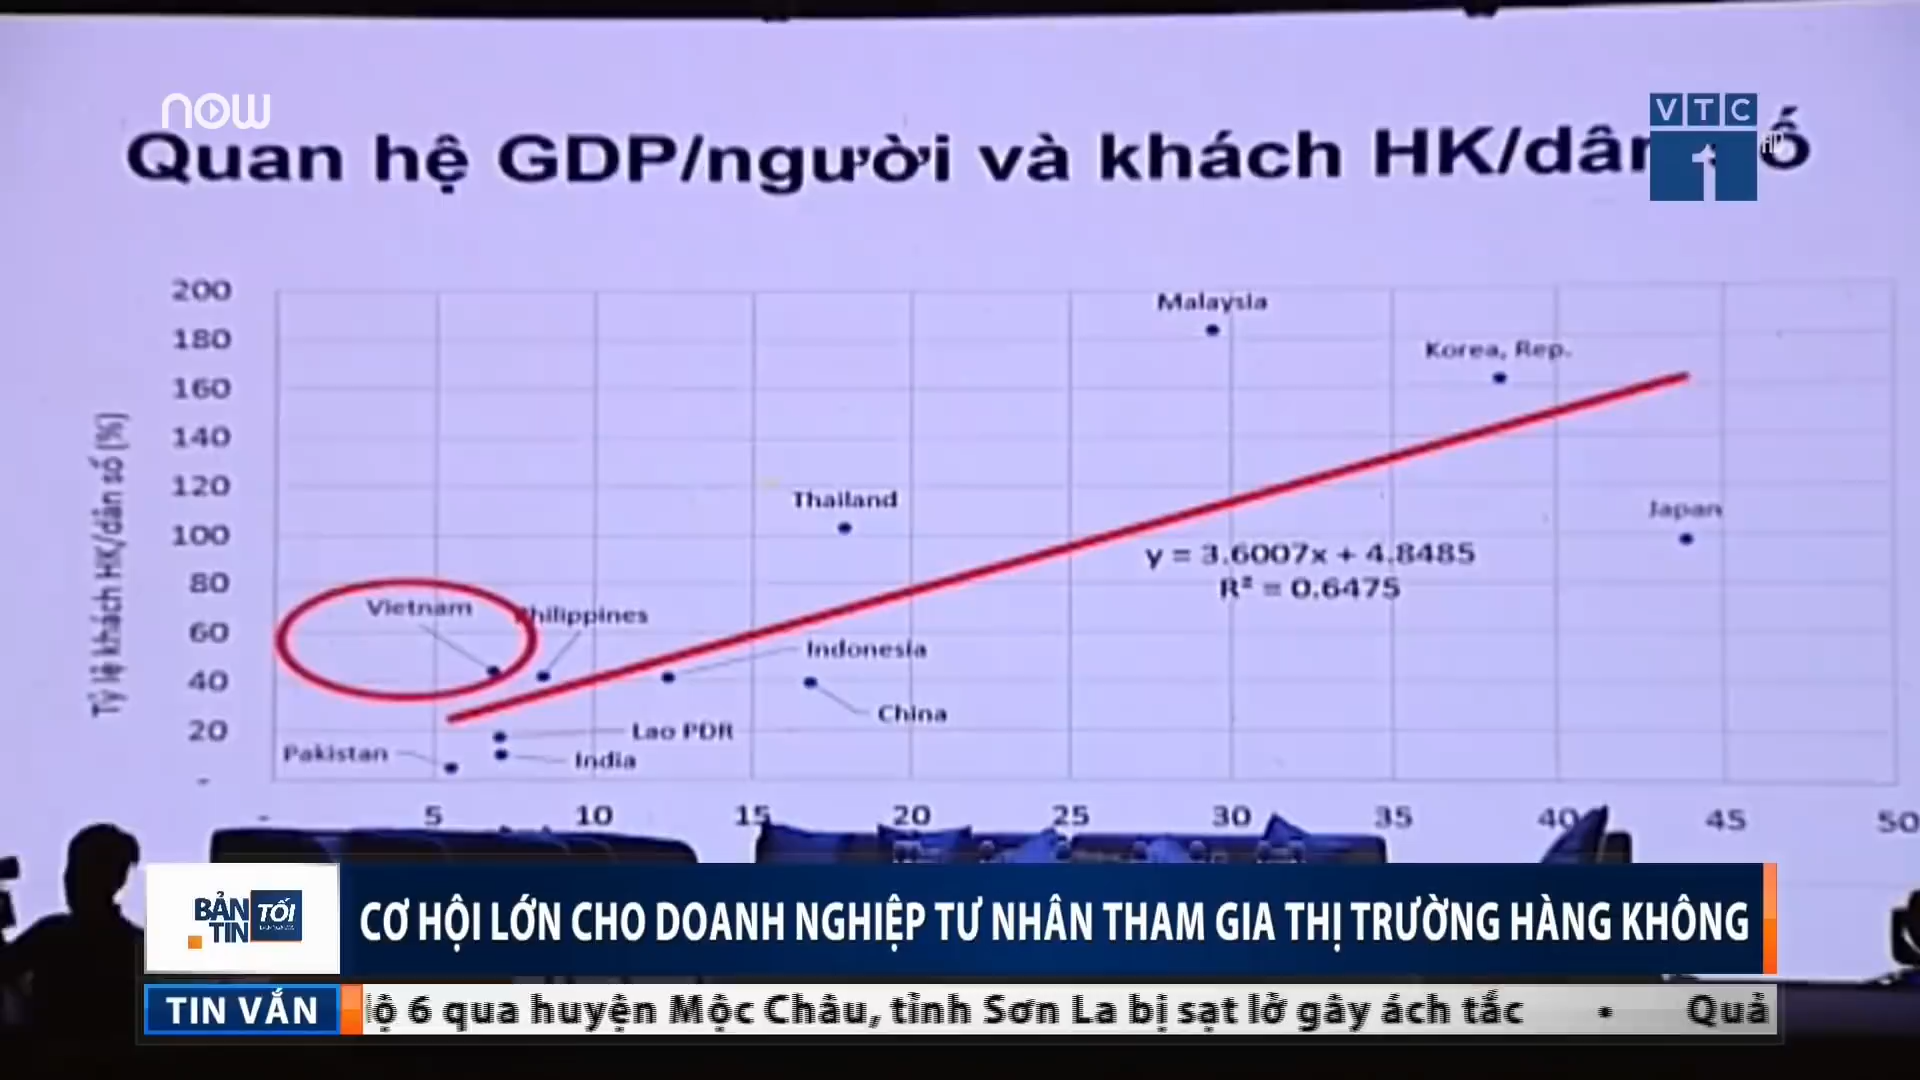 now
VTC
1
HD
Quan hệ GDP/người và khách HK/dân số
Tỷ lệ khách HK/dân số (%)
200
180
160
140
120
100
80
60
40
20
-
Malaysia
Korea, Rep.
Thailand
Japan
y = 3.6007x + 4.8485
R² = 0.6475
Vietnam
Philippines
Indonesia
China
Lao PDR
Pakistan
India
- 5 10 15 20 25 30 35 40 45 50
BẢN TIN TỐI
CƠ HỘI LỚN CHO DOANH NGHIỆP TƯ NHÂN THAM GIA THỊ TRƯỜNG HÀNG KHÔNG
TIN VẮN
lộ 6 qua huyện Mộc Châu, tỉnh Sơn La bị sạt lở gây ách tắc • Quả